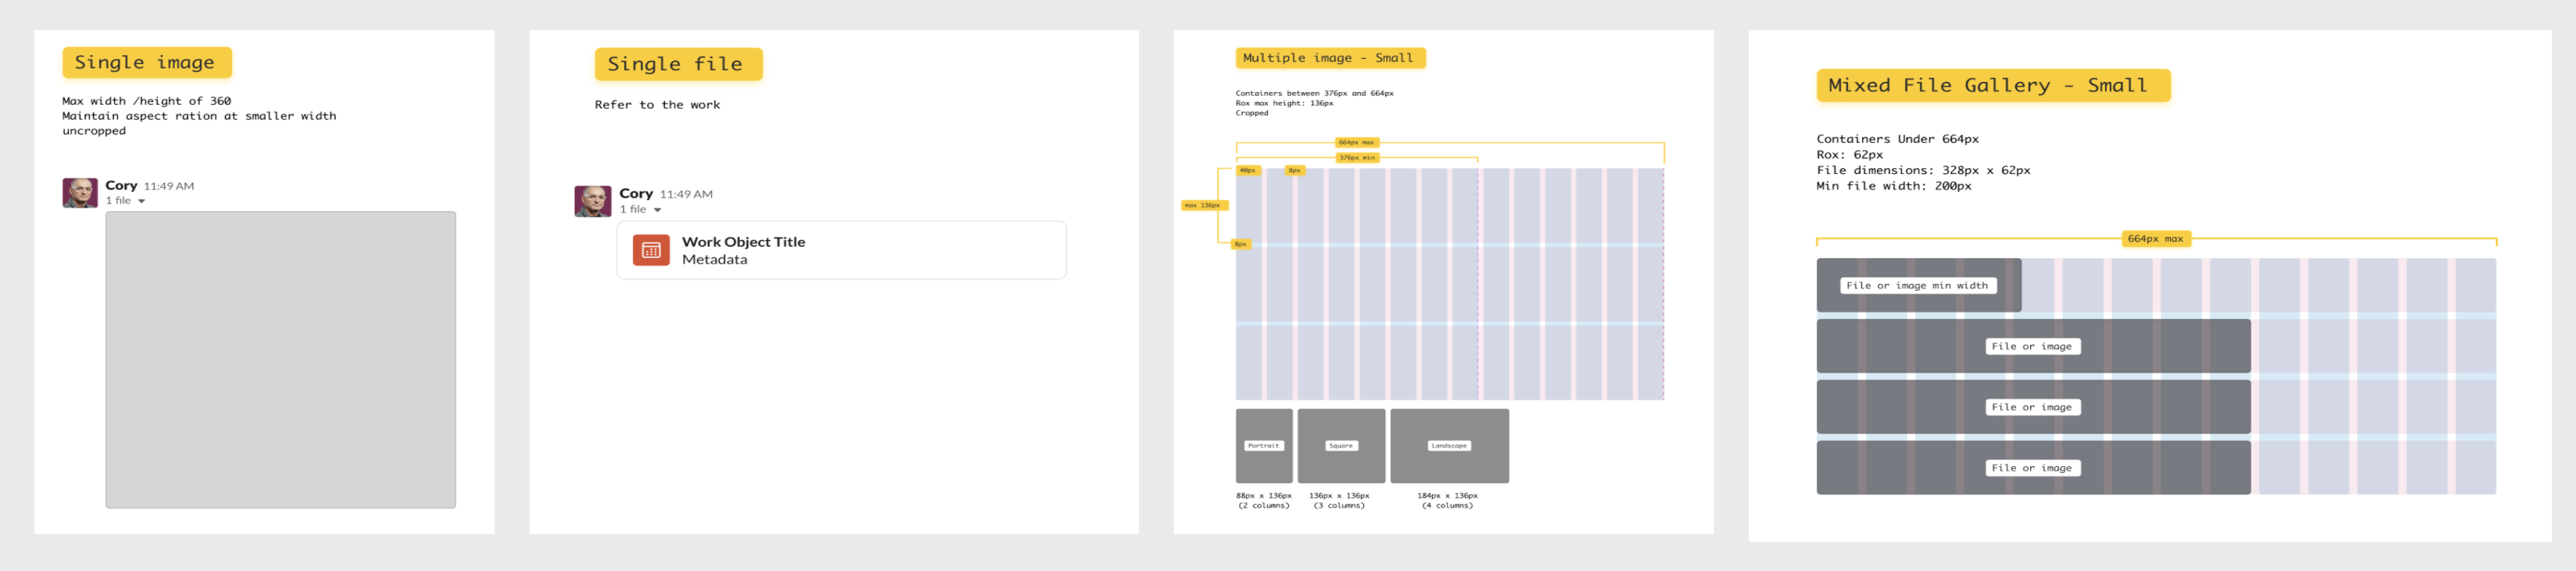 Single image
Max width /height of 360
Maintain aspect ration at smaller width
uncropped
Cory 11:49 AM
1 file
Single file
Refer to the work
Cory 11:49 AM
1 file
Work Object Title
Metadata
Multiple image - Small
Containers between 376px and 664px
Rox max height: 136px
Cropped
664px max
376px min
40px 8px
max 136px
8px
Portrait Square Landscape
88px x 136px 136px x 136px 184px x 136px
(2 columns) (3 columns) (4 columns)
Mixed File Gallery - Small
Containers Under 664px
Rox: 62px
File dimensions: 328px x 62px
Min file width: 200px
664px max
File or image min width
File or image
File or image
File or image